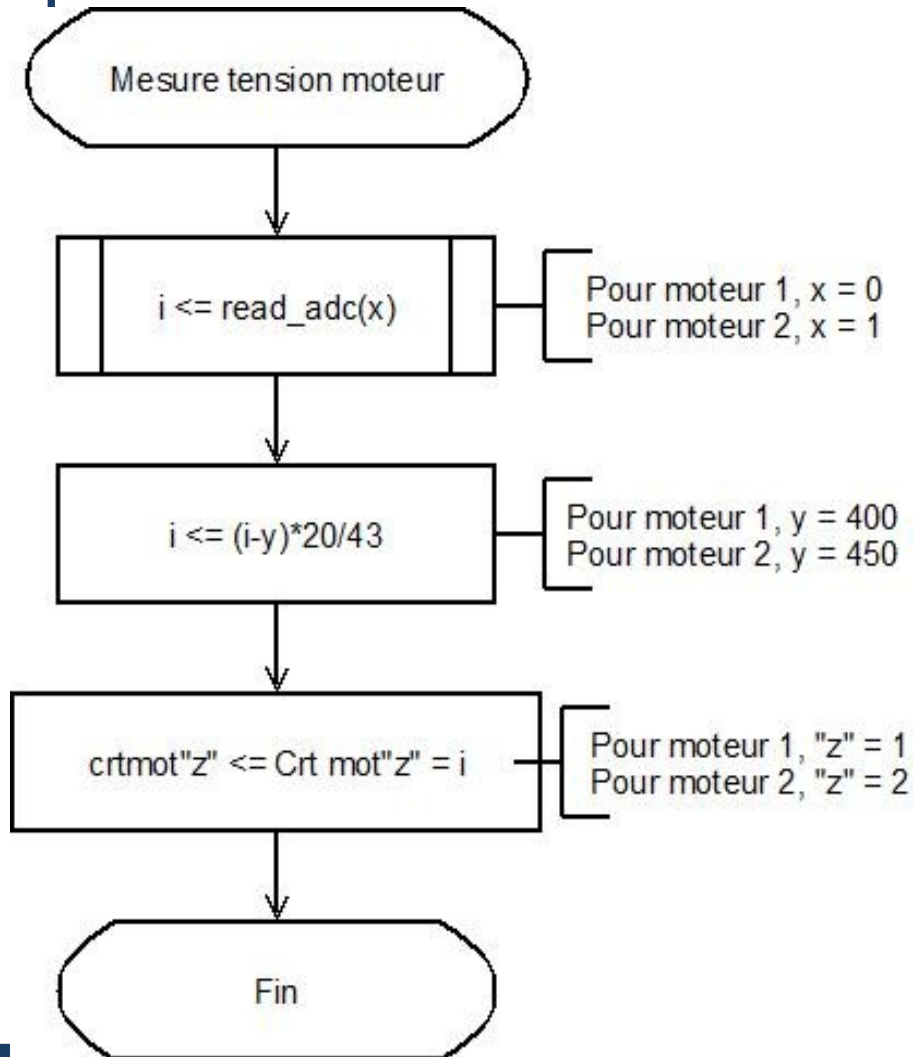 Mesure tension moteur
i <= read_adc(x)
Pour moteur 1, x = 0
Pour moteur 2, x = 1
i <= (i-y)*20/43
Pour moteur 1, y = 400
Pour moteur 2, y = 450
crtmot"z" <= Crt mot"z" = i
Pour moteur 1, "z" = 1
Pour moteur 2, "z" = 2
Fin